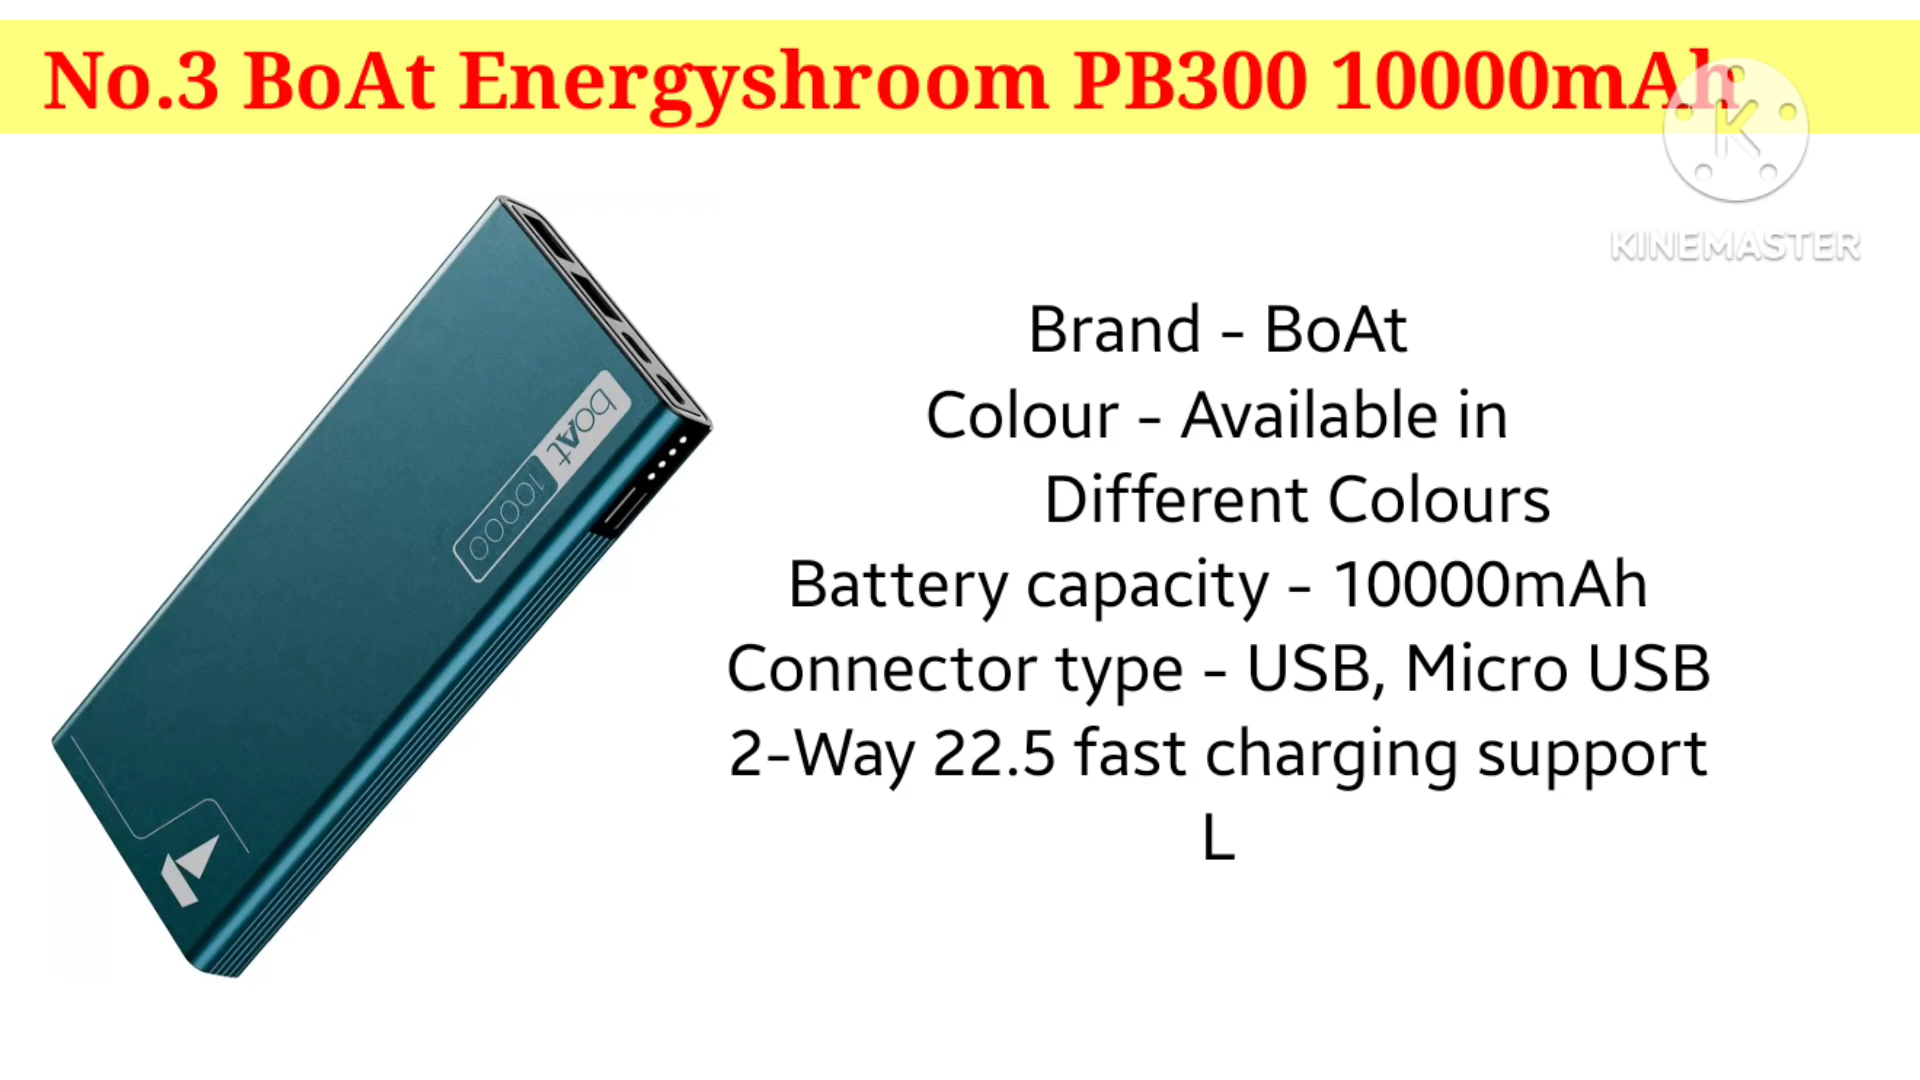 No.3 BoAt Energyshroom PB300 10000mAh
K
KINEMASTER
boAt
10000
Brand - BoAt
Colour - Available in
Different Colours
Battery capacity - 10000mAh
Connector type - USB, Micro USB
2-Way 22.5 fast charging support
L